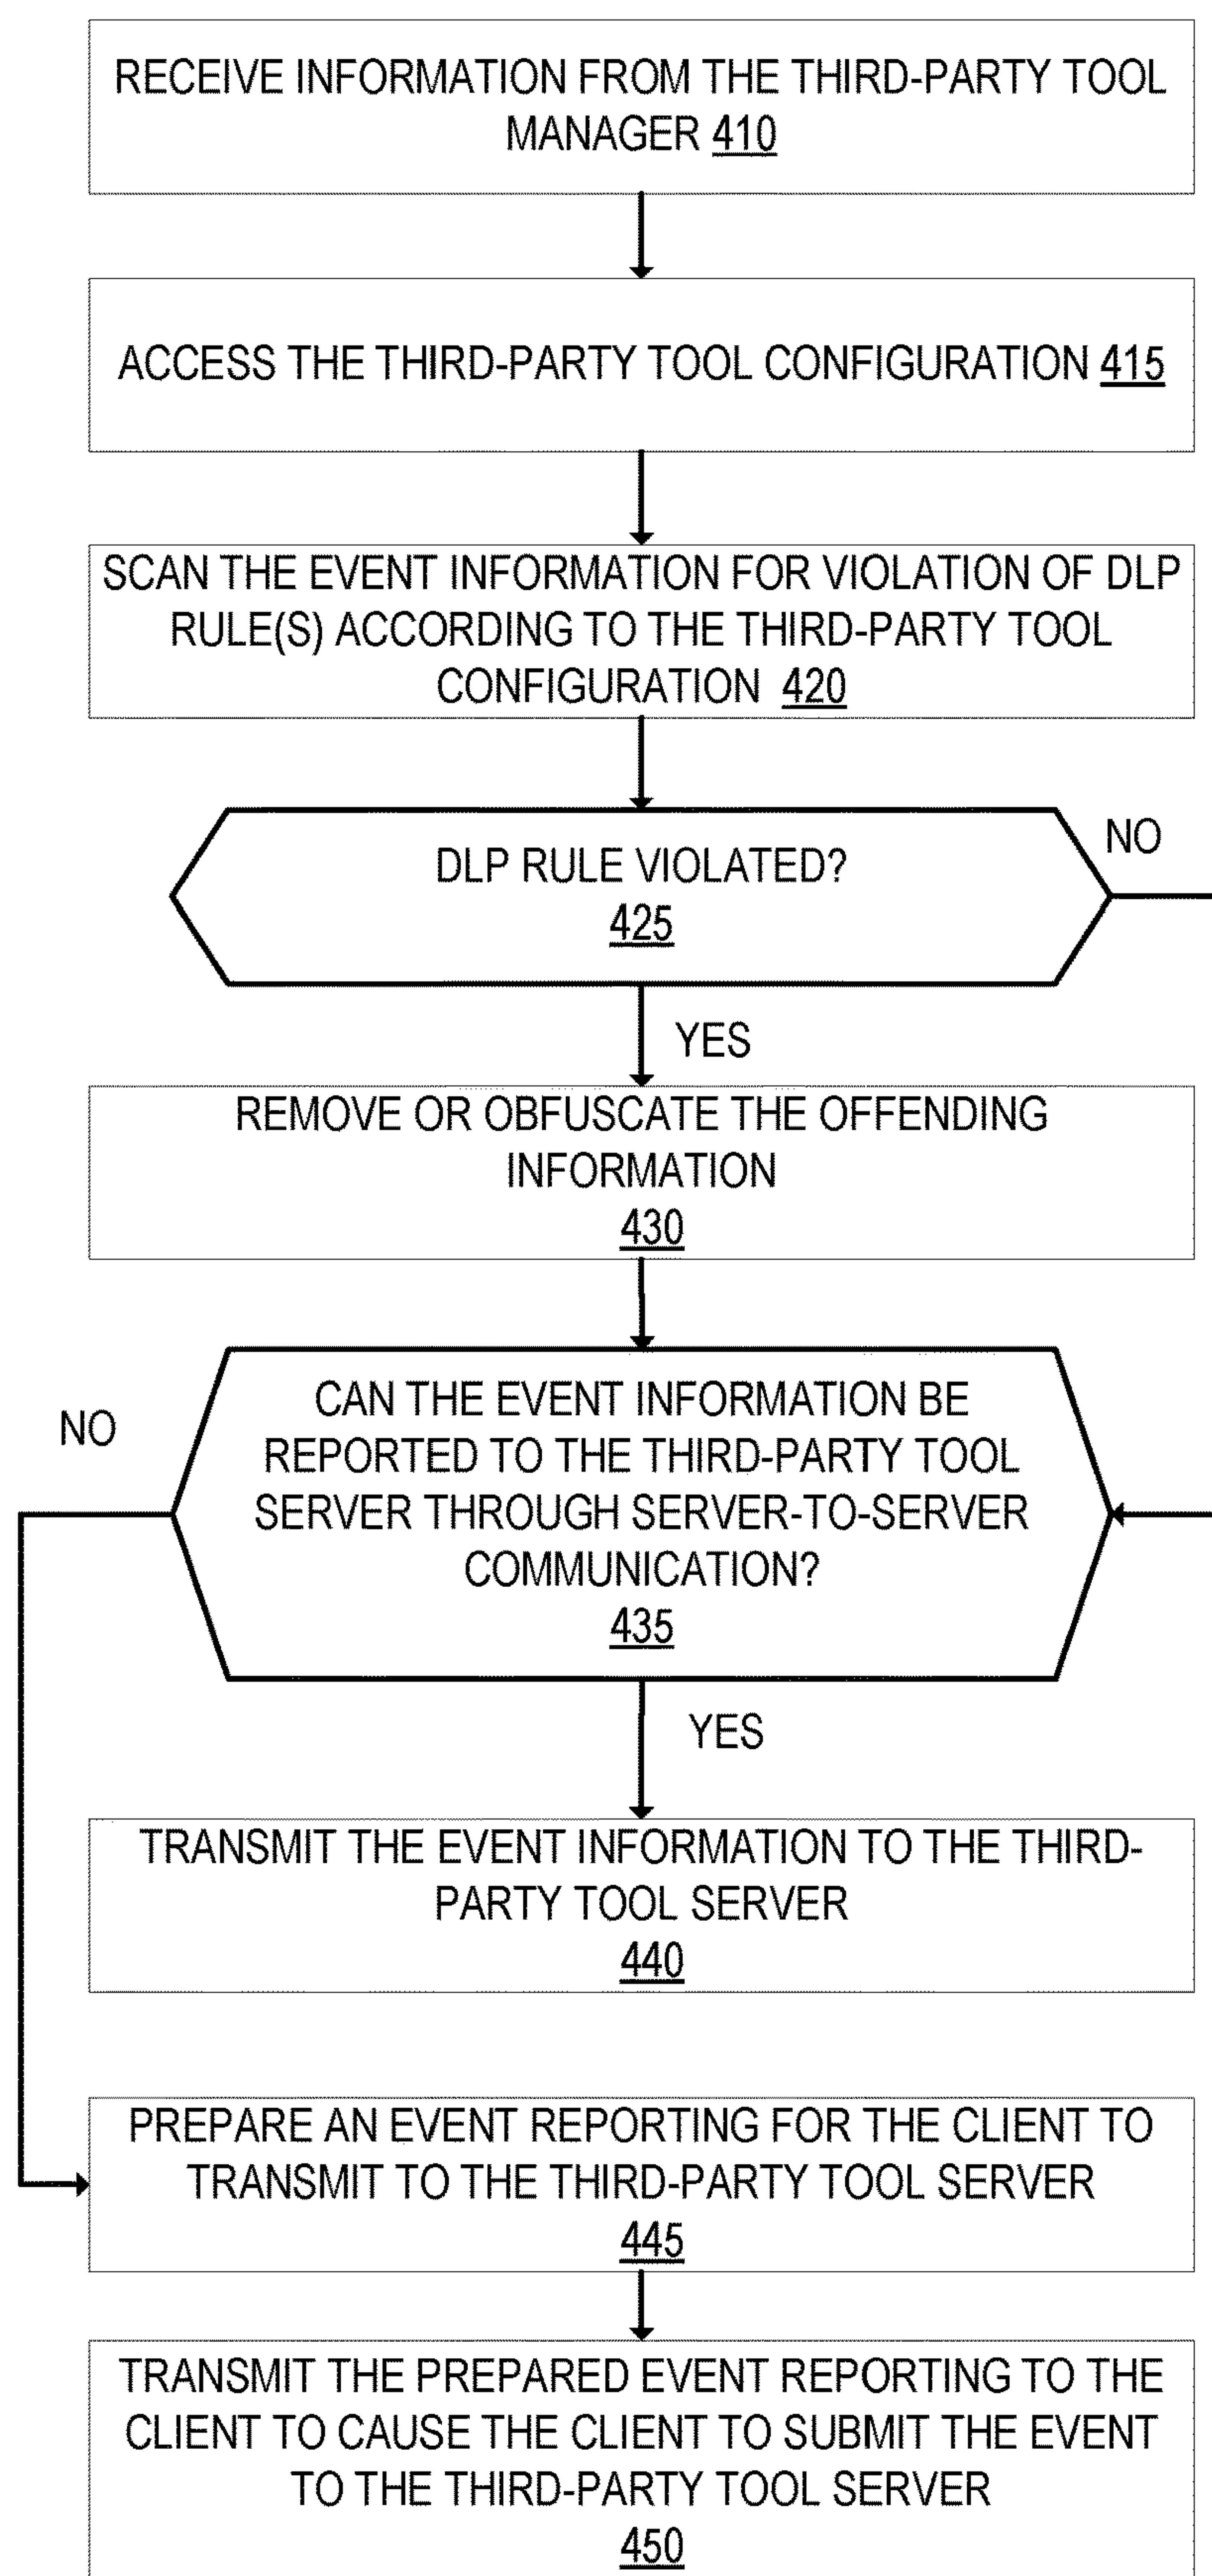 RECEIVE INFORMATION FROM THE THIRD-PARTY TOOL
MANAGER 410
ACCESS THE THIRD-PARTY TOOL CONFIGURATION 415
SCAN THE EVENT INFORMATION FOR VIOLATION OF DLP
RULE(S) ACCORDING TO THE THIRD-PARTY TOOL
CONFIGURATION 420
DLP RULE VIOLATED?
425
NO
YES
REMOVE OR OBFUSCATE THE OFFENDING
INFORMATION
430
CAN THE EVENT INFORMATION BE
REPORTED TO THE THIRD-PARTY TOOL
SERVER THROUGH SERVER-TO-SERVER
COMMUNICATION?
435
NO
YES
TRANSMIT THE EVENT INFORMATION TO THE THIRD-
PARTY TOOL SERVER
440
PREPARE AN EVENT REPORTING FOR THE CLIENT TO
TRANSMIT TO THE THIRD-PARTY TOOL SERVER
445
TRANSMIT THE PREPARED EVENT REPORTING TO THE
CLIENT TO CAUSE THE CLIENT TO SUBMIT THE EVENT
TO THE THIRD-PARTY TOOL SERVER
450